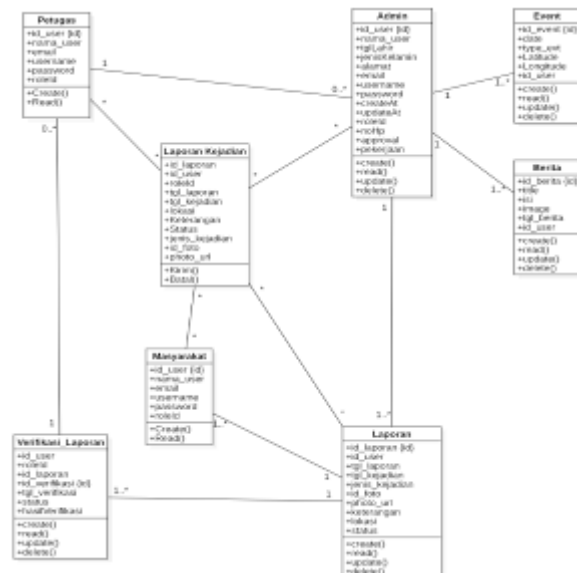 Petugas
+id_user (id)
+nama_user
+email
+username
+password
+roleId
+Create()
+Read()
1
0..*
*
0..*
Admin
+id_user (id)
+nama_user
+tglLahir
+jenisKelamin
+alamat
+email
+username
+password
+createAt
+updateAt
+roleId
+noHp
+approval
+pekerjaan
+create()
+read()
+update()
+delete()
1
1
*
1
Event
+id_event (id)
+date
+type_evt
+Latitude
+Longitude
+id_user
+create()
+read()
+update()
+delete()
1..*
Berita
+id_berita (id)
+title
+isi
+image
+tgl_berita
+id_user
+create()
+read()
+update()
+delete()
1..*
Laporan Kejadian
+id_laporan
+id_user
+roleId
+tgl_laporan
+tgl_kejadian
+lokasi
+Keterangan
+Status
+jenis_kejadian
+id_foto
+photo_url
+Kirim()
+Batal()
*
*
*
*
Masyarakat
+id_user (id)
+nama_user
+email
+username
+password
+roleId
+Create()
+Read()
*
1..*
Verifikasi_Laporan
+id_user
+roleId
+id_laporan
+id_verifikasi (id)
+tgl_verifikasi
+status
+hasilVerifikasi
+create()
+read()
+update()
+delete()
1
1..*
Laporan
+id_laporan (id)
+id_user
+tgl_laporan
+tgl_kejadian
+jenis_kejadian
+id_foto
+photo_url
+keterangan
+lokasi
+status
+create()
+read()
+update()
+delete()
1..*
*
1
1